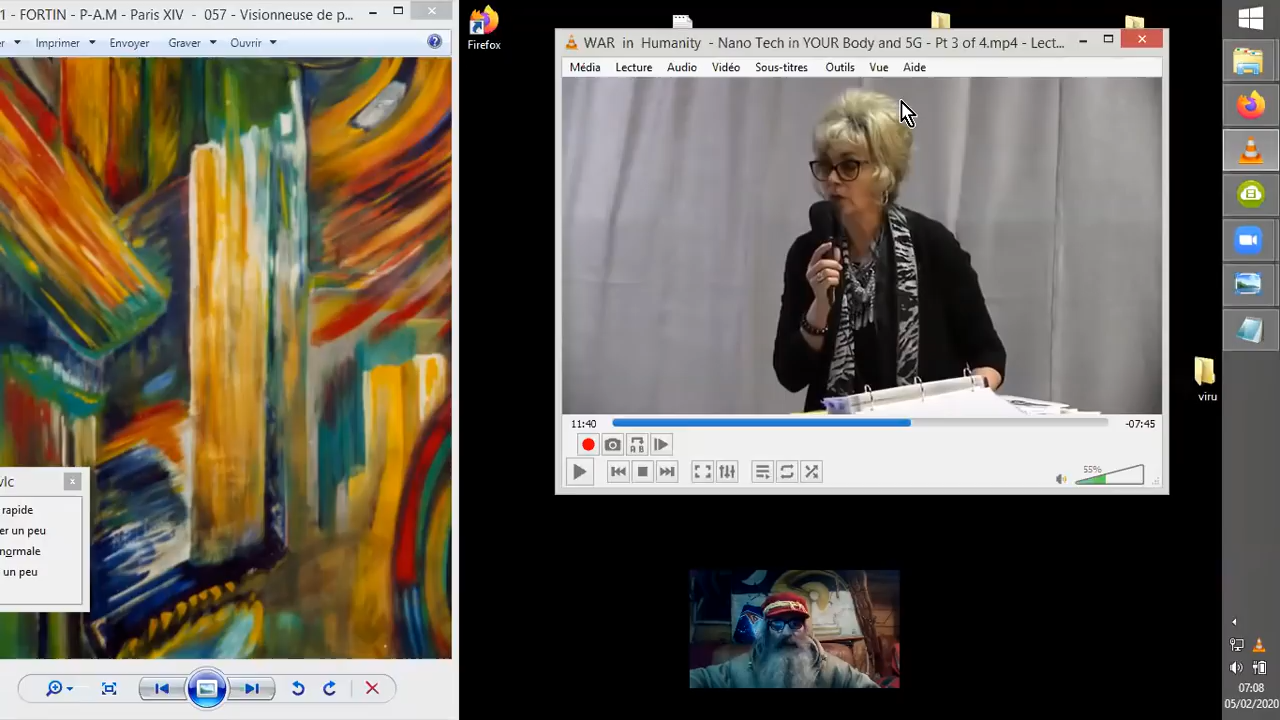 1 - FORTIN - P-A.M - Paris XIV - 057 - Visionneuse de p...
Imprimer
Envoyer
Graver
Ouvrir
Firefox
WAR in Humanity - Nano Tech in YOUR Body and 5G - Pt 3 of 4.mp4 - Lect...
Média
Lecture
Audio
Vidéo
Sous-titres
Outils
Vue
Aide
11:40
-07:45
A B
55%
viru
rapide
er un peu
normale
un peu
07:08
05/02/2020